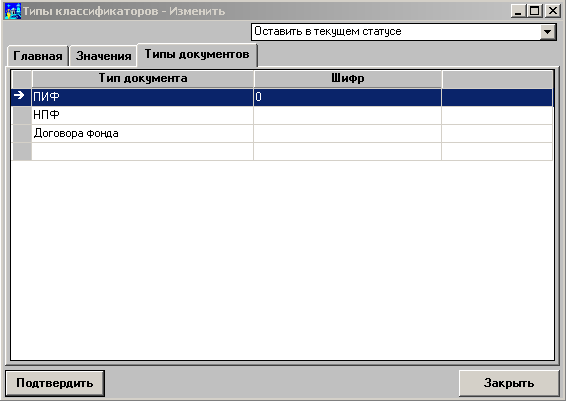 Типы классификаторов - Изменить
Оставить в текущем статусе
Главная Значения Типы документов
Тип документа Шифр
ПИФ 0
НПФ
Договора фонда
Подтвердить Закрыть